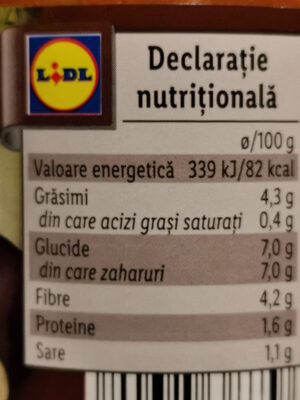 LIDL
Declarație
nutrițională
ø/100 g
Valoare energetică 339 kJ/82 kcal
Grăsimi 4,3 g
din care acizi grași saturați 0,4 g
Glucide 7,0 g
din care zaharuri 7,0 g
Fibre 4,2 g
Proteine 1,6 g
Sare 1,1 g